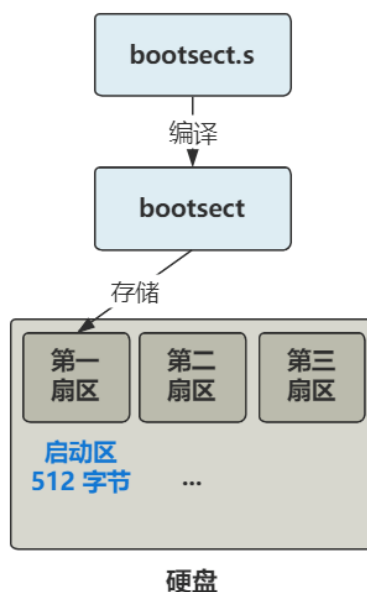 bootsect.s
编译
bootsect
存储
第一
扇区
第二
扇区
第三
扇区
启动区
512 字节
...
硬盘